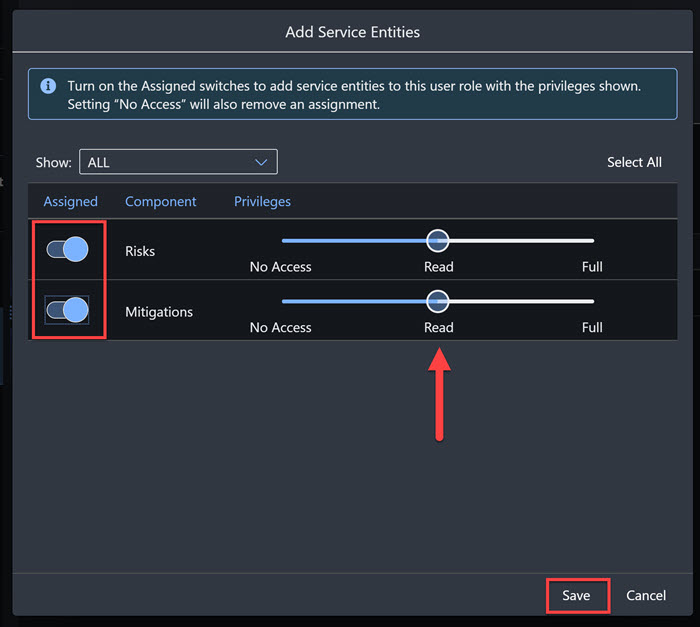 Add Service Entities
Turn on the Assigned switches to add service entities to this user role with the privileges shown.
Setting “No Access” will also remove an assignment.
Show: ALL Select All
Assigned Component Privileges
Risks
No Access Read Full
Mitigations
No Access Read Full
Save Cancel